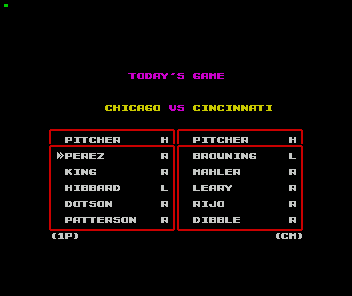 TODAY'S GAME
CHICAGO VS CINCINNATI
PITCHER H PITCHER H
PEREZ R BROWNING L
KING R MAHLER R
HIBBARD L LEARY R
DOTSON R RIJO R
PATTERSON R DIBBLE R
(1P) (CM)